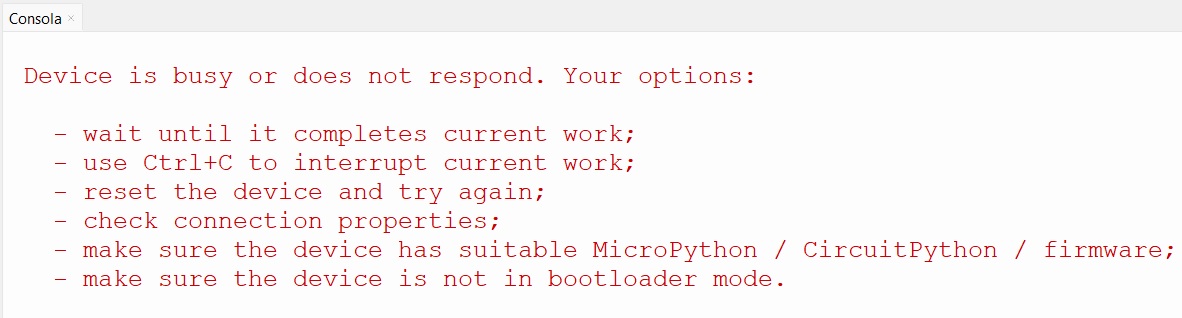 Consola ×
Device is busy or does not respond. Your options:
- wait until it completes current work;
- use Ctrl+C to interrupt current work;
- reset the device and try again;
- check connection properties;
- make sure the device has suitable MicroPython / CircuitPython / firmware;
- make sure the device is not in bootloader mode.